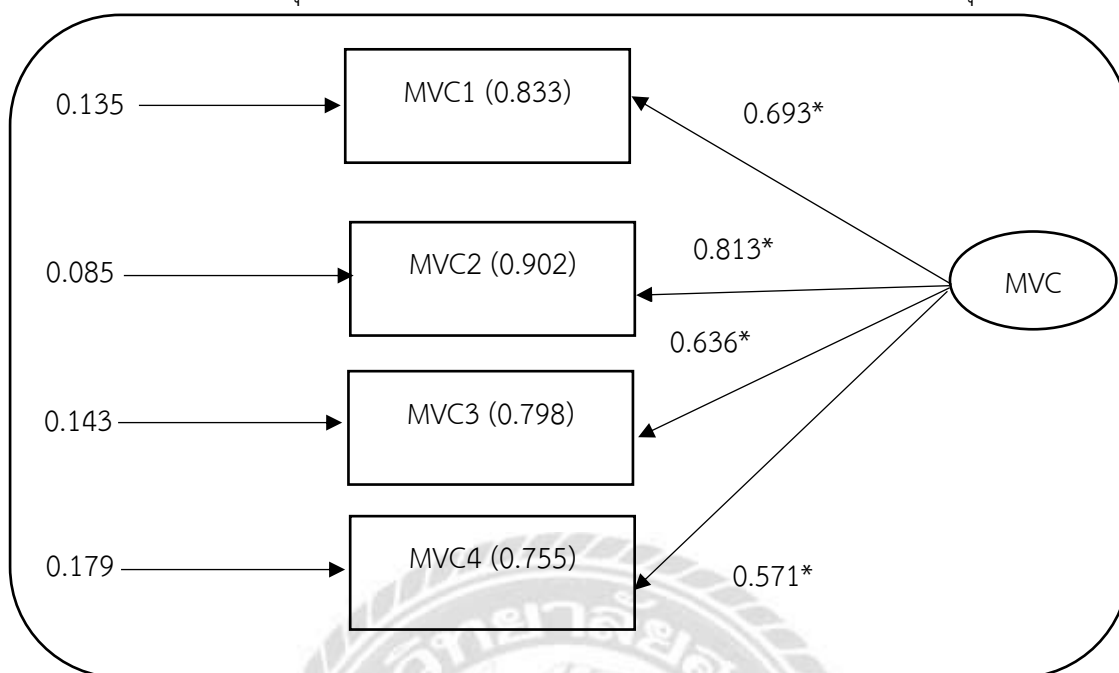 0.135 MVC1 (0.833) 0.693*
0.085 MVC2 (0.902) 0.813* MVC
0.636*
0.143 MVC3 (0.798)
0.179 MVC4 (0.755) 0.571*